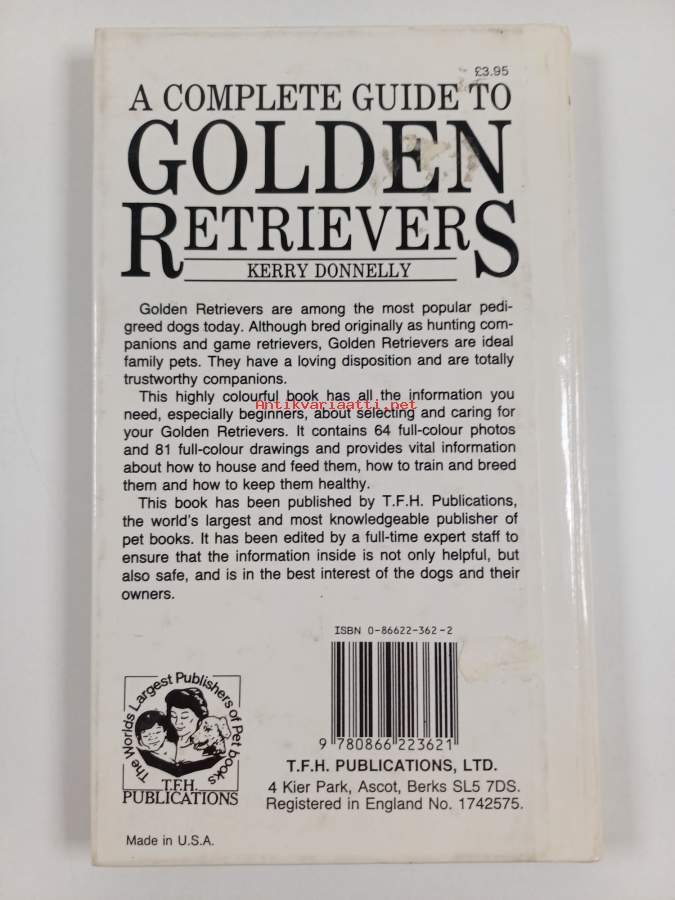 £3.95
A COMPLETE GUIDE TO
GOLDEN
RETRIEVERS
KERRY DONNELLY
Golden Retrievers are among the most popular pedi-
greed dogs today. Although bred originally as hunting com-
panions and game retrievers, Golden Retrievers are ideal
family pets. They have a loving disposition and are totally
trustworthy companions.
This highly colourful book has all the information you
Antikvariaatti.net
need, especially beginners, about selecting and caring for
your Golden Retrievers. It contains 64 full-colour photos
and 81 full-colour drawings and provides vital information
about how to house and feed them, how to train and breed
them and how to keep them healthy.
This book has been published by T.F.H. Publications,
the world's largest and most knowledgeable publisher of
pet books. It has been edited by a full-time expert staff to
ensure that the information inside is not only helpful, but
also safe, and is in the best interest of the dogs and their
owners.
ISBN 0-86622-362-2
9 780866 223621
The Worlds Largest Publishers of Pet books
T.F.H.
PUBLICATIONS
T.F.H. PUBLICATIONS, LTD.
4 Kier Park, Ascot, Berks SL5 7DS.
Registered in England No. 1742575.
Made in U.S.A.